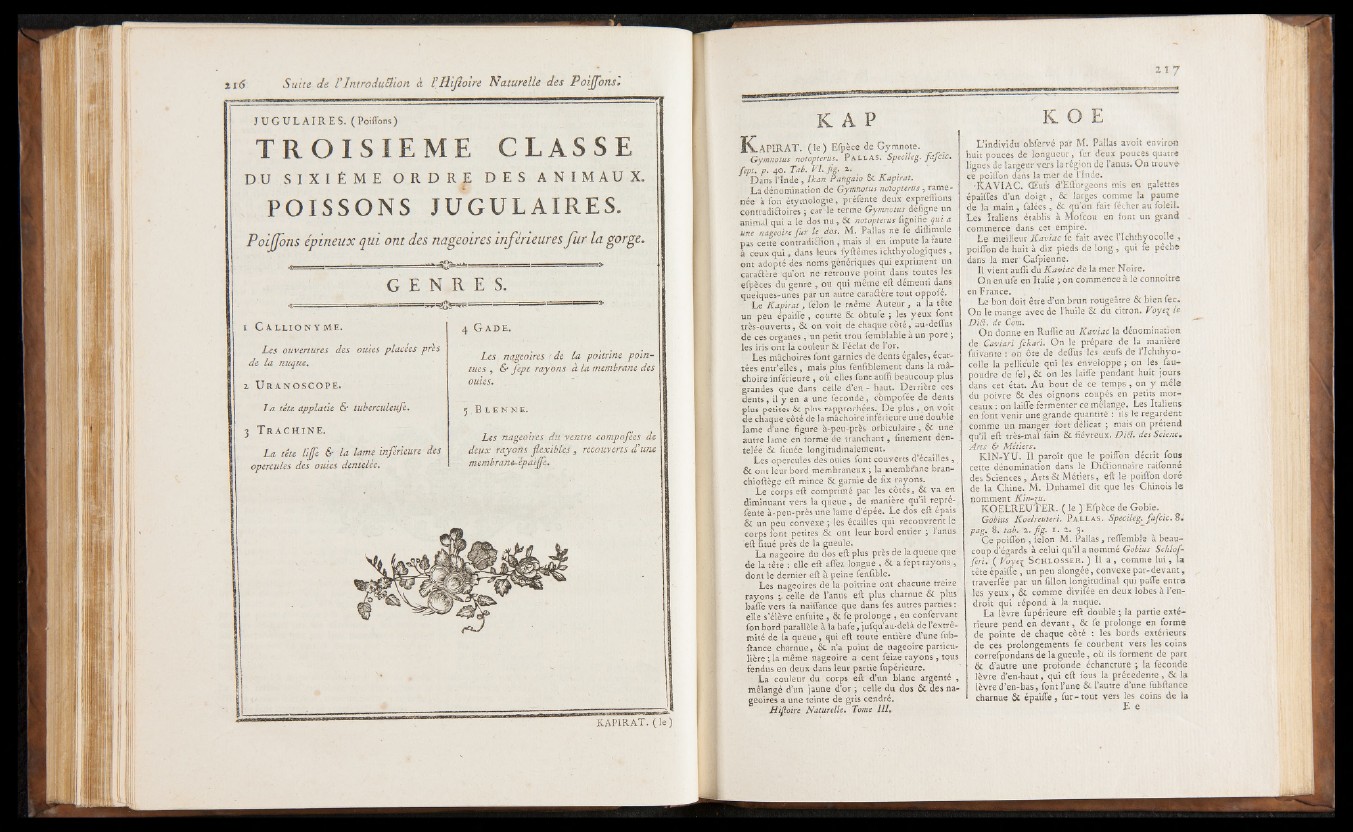 216 Suite de l'Introduction à l'Histoire Naturelle des Poissons.
JUGULAIRES. (Poissons)
TROISIEME CLASSE
DU SIXIÉME ORDRE DES ANIMAUX.
POISSONS JUGULAIRES.
Poissons épineux qui ont des nageoires inférieures sur la gorge.
GENRES.
1 CALLIONYME.
Les ouvertures des ouies placées près
de la nuque.
2 URANOSCOPE.
La tête applatie & tuberculeuse.
3 TRACHINE.
La tête lisse & la lame inférieure des
opercules des ouies dentelée.
4 GADE.
Les nageoires de la poitrine poin-
tues, & sept rayons à la membrane des
ouies.
5 BLENNE.
Les nageoires du ventre composées de
deux rayons flexibles, recouverts d'une
membrane épaisse.
KAPIRAT. (le)
217
KAP
KAPIRAT. (le) Espèce de Gymnote.
Gymnotus notopterus. PALLAS. Specileg. fascic.
sept. p. 40. Tab. VI. fig. 2.
Dans l'Inde, Ikan Pangaio & Kapirat.
La dénomination de Gymnotus notopterus, rame-
née à son étymologie, présente deux expressions
contradictoires; car le terme Gymnotus désigne un
animal qui a le dos nu, & notopterus signifie qui a
une nageoire sur le dos. M. Pallas ne se dissimule
pas cette contradiction, mais il en impute la faute
à ceux qui, dans leurs systêmes ichthyologiques,
ont adopté des noms génériques qui expriment un
caractère qu'on ne retrouve point dans toutes les
espèces du genre, ou qui même est démenti dans
quelques-unes par un autre caractère tout opposé.
Le Kapirat, selon le même Auteur, a la tête
un peu épaisse, courte & obtuse; les yeux sont
très-ouverts, & on voit de chaque côté, au-dessus
de ces organes, un petit trou semblable à un pore;
les iris ont la couleur & l'éclat de l'or.
Les mâchoires sont garnies de dents égales, écar-
tées entr'elles, mais plus sensiblement dans la mâ-
choire inférieure, où elles sont aussi beaucoup plus
grandes que dans celle d'en-haut. Derrière ces
dents, il y en a une seconde, composée de dents
plus petites & plus rapprochées. De plus, on voit
de chaque côté de la mâchoire inférieure une double
lame d'une figure à-peu-près orbiculaire, & une
autre lame en forme de tranchant, finement den-
telée & située longitudinalement.
Les opercules des ouies sont couverts d'écailles,
& ont leur bord membraneux; la membrane bran-
chiostège est mince & garnie de six rayons.
Le corps est comprimé par les côtés, & va en
diminuant vers la queue, de manière qu'il repré-
sente à-peu-près une lame d'épée. Le dos est épais
& un peu convexe; les écailles qui recouvrent le
corps sont petites & ont leur bord entier; l'anus
est situé près de la gueule.
La nageoire du dos est plus près de la queue que
de la tête: elle est assez longue, & a sept rayons,
dont le dernier est à peine sensible.
Les nageoires de la poitrine ont chacune treize
rayons; celle de l'anus est plus charnue & plus
basse vers sa naissance que dans ses autres parties:
elle s'élève ensuite, & se prolonge, en conservant
son bord parallèle à la base, jusqu'au-delà de l'extré-
mité de la queue, qui est toute entière d'une sub-
stance charnue, & n'a point de nageoire particu-
lière; la même nageoire a cent seize rayons, tous
fendus en deux dans leur partie supérieure.
La couleur du corps est d'un blanc argenté,
mêlangé d'un jaune d'or; celle du dos & des na-
geoires a une teinte de gris cendré.
Histoire Naturelle. Tome III.
KOE
L'individu observé par M. Pallas avoit environ
huit pouces de longueur, sur deux pouces quatre
lignes de largeur vers la région de l'anus. On trouve
ce poisson dans la mer de l'Inde.
KAVIAC. Œufs d'Esturgeons mis en galettes
épaisses d'un doigt, & larges comme la paume
de la main, salées, & qu'on fait sécher au soleil.
Les Italiens établis à Moscou en font un grand
commerce dans cet empire.
Le meilleur Kaviac se fait avec l'Ichthyocolle,
poisson de huit à dix pieds de long, qui se pêche
dans la mer Caspienne.
Il vient aussi du Kaviac de la mer Noire.
On en use en Italie; on commence à le connoître
en France.
Le bon doit être d'un brun rougeâtre & bien sec.
On le mange avec de l'huile & du citron. Voyez le
Dict. de Com.
On donne en Russie au Kaviac la dénomination
de Caviari sekari. On le prépare de la manière
suivante: on ôte de dessus les œufs de l'Ichthyo-
colle la pellicule qui les enveloppe; on les sau-
poudre de sel, & on les laisse pendant huit jours
dans cet état. Au bout de ce temps, on y mêle
du poivre & des oignons coupés en petits mor-
ceaux: on laisse fermenter ce mêlange. Les Italiens
en font venir une grande quantité: ils le regardent
comme un manger fort délicat; mais on prétend
qu'il est très-mal sain & fiévreux. Dict. des Scienc.
Arts & Métiers.
KIN-YU. Il paroît que le poisson décrit sous
cette dénomination dans le Dictionnaire raisonné
des Sciences, Arts & Métiers, est le poisson doré
de la Chine. M. Duhamel dit que les Chinois le
nomment Kin-yu.
KOELREUTER. (le) Espèce de Gobie.
Gobius Koelreuteri. PALLAS. Specileg. fascic. 8.
pag. 8. tab. 2. fig. 1. 2. 3.
Ce poisson, selon M. Pallas, ressemble à beau-
coup d'égards à celui qu'il a nommé Gobius Schlos-
seri. (Voyez SCHLOSSER.) Il a, comme lui, la
tête épaisse, un peu alongée, convexe par-devant,
traversée par un sillon longitudinal qui passe entre
les yeux, & comme divisée en deux lobes à l'en-
droit qui répond à la nuque.
La lèvre supérieure est double; la partie exté-
rieure pend en devant, & se prolonge en forme
de pointe de chaque côté: les bords extérieurs
de ces prolongements se courbent vers les coins
correspondans de la gueule, où ils forment de part
& d'autre une profonde échancrure; la seconde
lèvre d'en-haut, qui est sous la précedente, & la
lèvre d'en-bas, sont l'une & l'autre d'une substance
charnue & épaisse, sur-tout vers les coins de la
E e